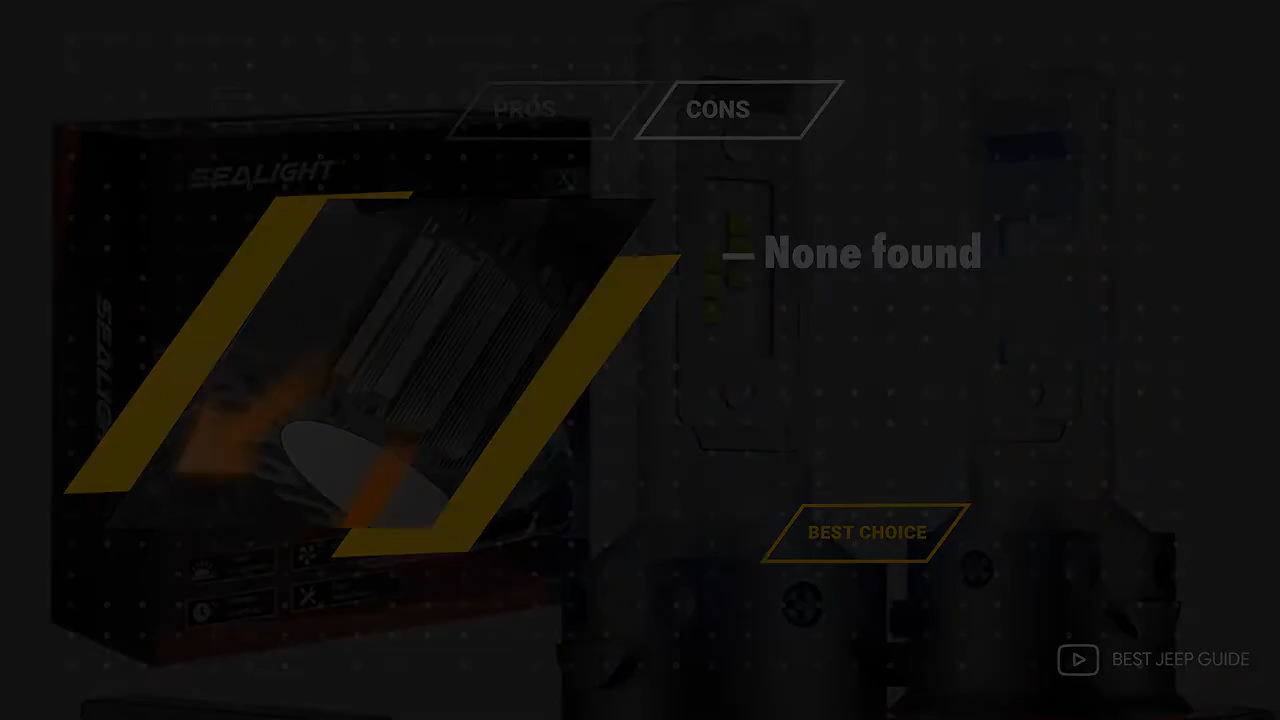 PROS
CONS
SEALIGHT
None found
BEST CHOICE
BEST JEEP GUIDE